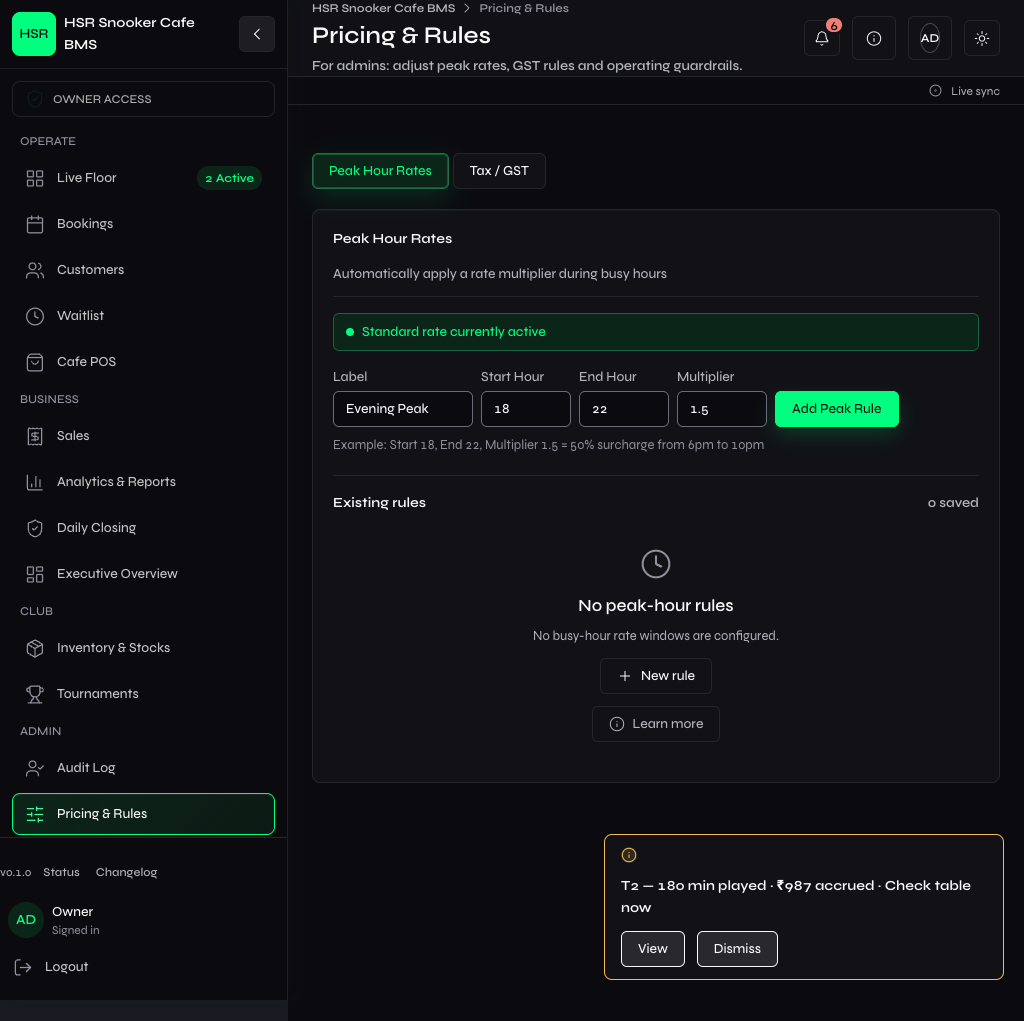 HSR
HSR Snooker Cafe
BMS
OWNER ACCESS
OPERATE
Live Floor
2 Active
Bookings
Customers
Waitlist
Cafe POS
BUSINESS
Sales
Analytics & Reports
Daily Closing
Executive Overview
CLUB
Inventory & Stocks
Tournaments
ADMIN
Audit Log
Pricing & Rules
v0.1.0 Status Changelog
AD
Owner
Signed in
Logout
HSR Snooker Cafe BMS > Pricing & Rules
Pricing & Rules
For admins: adjust peak rates, GST rules and operating guardrails.
6
AD
Live sync
Peak Hour Rates
Tax / GST
Peak Hour Rates
Automatically apply a rate multiplier during busy hours
Standard rate currently active
Label Start Hour End Hour Multiplier
Evening Peak 18 22 1.5 Add Peak Rule
Example: Start 18, End 22, Multiplier 1.5 = 50% surcharge from 6pm to 10pm
Existing rules
0 saved
No peak-hour rules
No busy-hour rate windows are configured.
New rule
Learn more
T2 — 180 min played · ₹987 accrued · Check table
now
View Dismiss